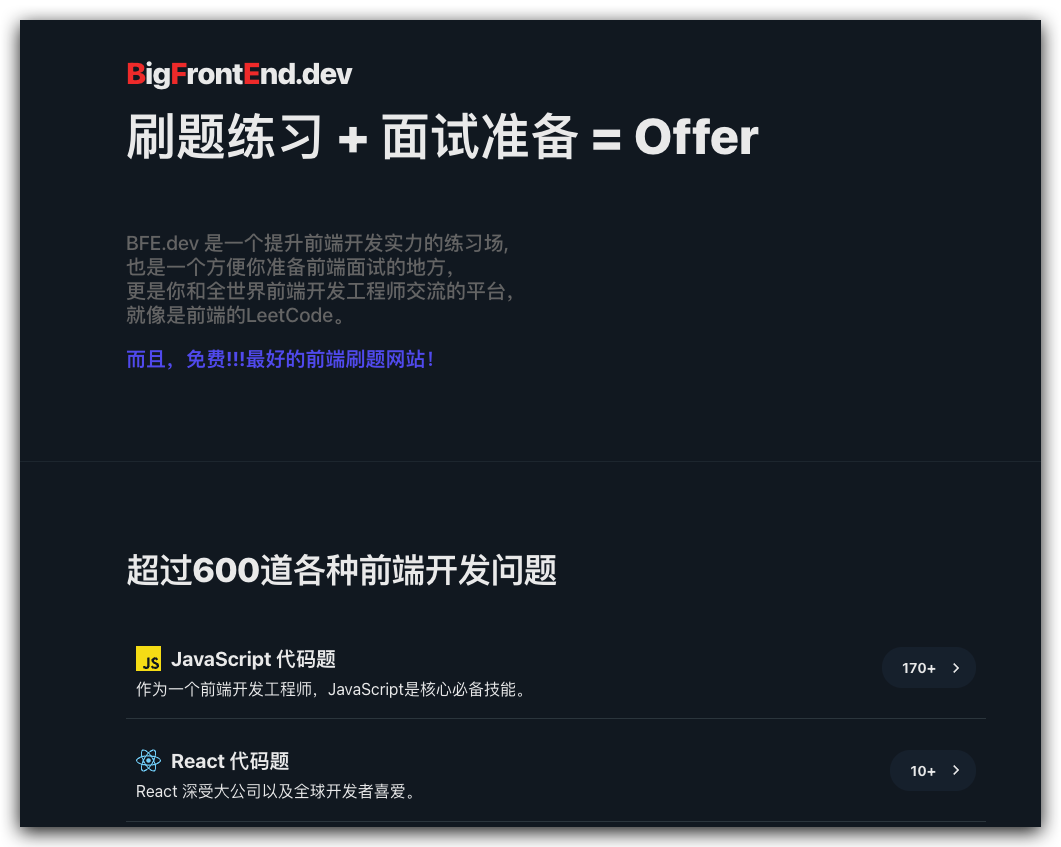 BigFrontEnd.dev
刷题练习 + 面试准备 = Offer
BFE.dev 是一个提升前端开发实力的练习场,
也是一个方便你准备前端面试的地方，
更是你和全世界前端开发工程师交流的平台，
就像是前端的LeetCode。
而且，免费!!!最好的前端刷题网站！
超过600道各种前端开发问题
JS JavaScript 代码题
170+
作为一个前端开发工程师，JavaScript是核心必备技能。
React 代码题
10+
React 深受大公司以及全球开发者喜爱。